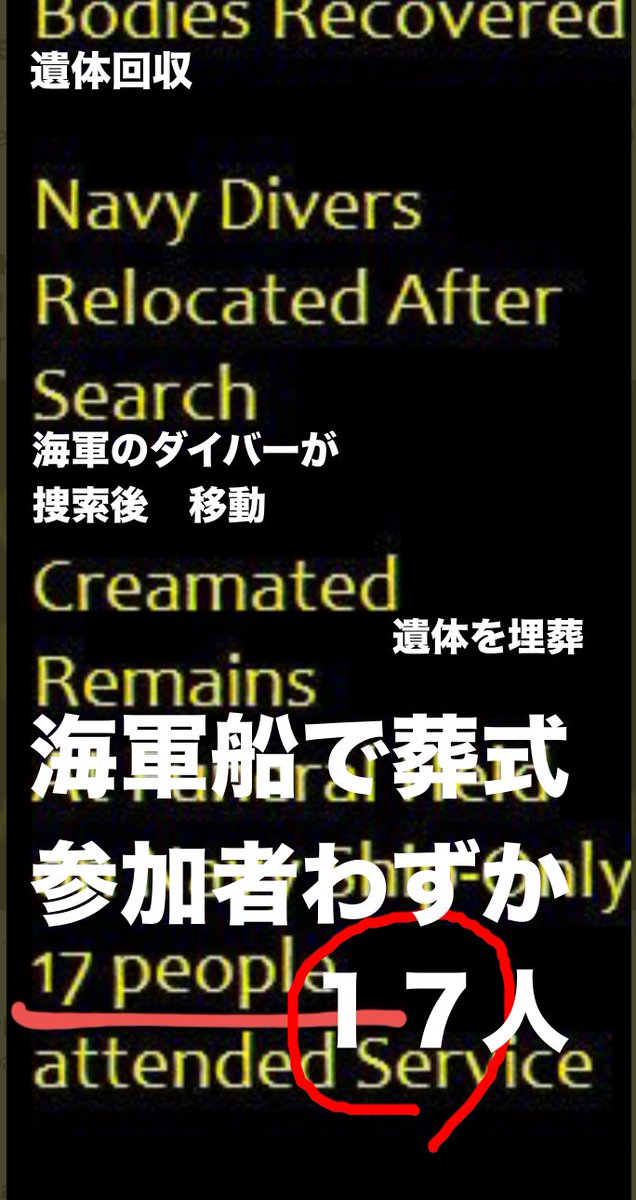 Bodies Recovered
遺体回収
Navy Divers
Relocated After
Search
海軍のダイバーが
捜索後　移動
Creamated
遺体を埋葬
Remains
海軍船で葬式
参加者わずか
17 people
１７人
attended Service